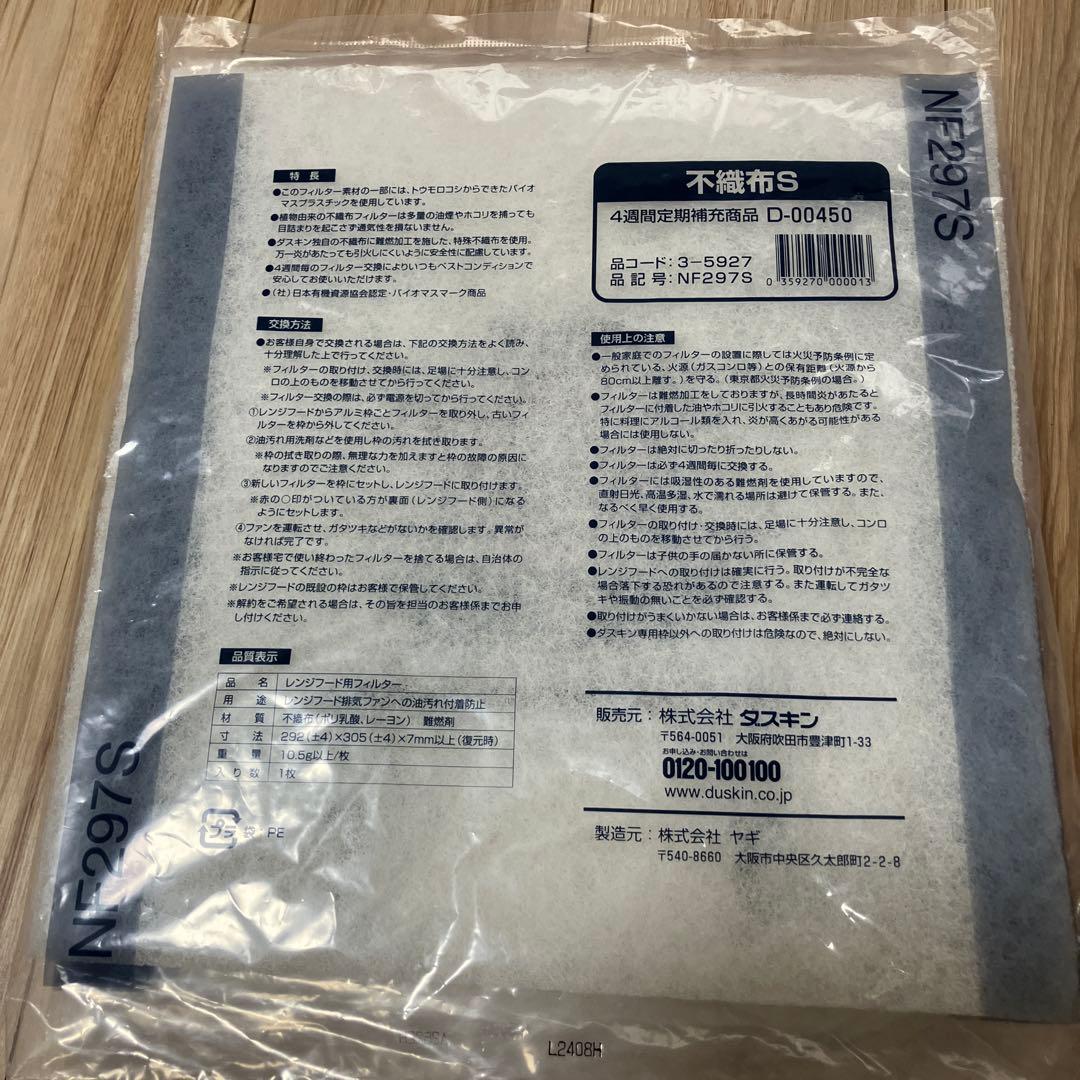 NF297S
特長
●このフィルター素材の一部には、トウモロコシからできたバイオ
マスプラスチックを使用しています。
●植物由来の不織布フィルターは多量の油煙やホコリを捕っても
目詰まりを起こさず通気性を損ないません。
●ダスキン独自の不織布に難燃加工を施した、特殊不織布を使用。
万一炎があたっても引火しにくいように安全性に配慮しています。
●4週間毎のフィルター交換によりいつもベストコンディションで
安心してお使いいただけます。
●(社)日本有機資源協会認定・バイオマスマーク商品
交換方法
●お客様自身で交換される場合は、下記の交換方法をよく読み、
十分理解した上で行ってください。
※フィルターの取り付け、交換時には、足場に十分注意し、コン
ロの上のものを移動させてから行ってください。
※フィルター交換の際は、必ず電源を切ってから行ってください。
①レンジフードからアルミ枠ごとフィルターを取り外し、古いフィ
ルターを枠から外してください。
②油汚れ用洗剤などを使用し枠の汚れを拭き取ります。
※枠の拭き取りの際、無理な力を加えますと枠の故障の原因に
なりますのでご注意ください。
③新しいフィルターを枠にセットし、レンジフードに取り付けます。
※赤の○印がついている方が裏面(レンジフード側)になる
ようにセットします。
④ファンを運転させ、ガタツキなどがないかを確認します。異常が
なければ完了です。
※お客様宅で使い終わったフィルターを捨てる場合は、自治体の
指示に従ってください。
※レンジフードの既設の枠はお客様で保管してください。
※解約をご希望される場合は、その旨を担当のお客様係までお申
し付けください。
品質表示
品名 レンジフード用フィルター
用途 レンジフード排気ファンへの油汚れ付着防止
材質 不織布(ポリ乳酸、レーヨン) 難燃剤
寸法 292(±4)×305(±4)×7mm以上(復元時)
重量 10.5g以上/枚
入り数 1枚
プラ 袋:PE
NF297S
不織布S
4週間定期補充商品 D-00450
品コード:3-5927
品記号:NF297S
0 359270 000013
使用上の注意
●一般家庭でのフィルターの設置に際しては火災予防条例に定
められている、火源(ガスコンロ等)との保有距離(火源から
80cm以上離す。)を守る。(東京都火災予防条例の場合。)
●フィルターは難燃加工をしておりますが、長時間炎があたると
フィルターに付着した油やホコリに引火することもあり危険です。
特に料理にアルコール類を入れ、炎が高くあがる可能性がある
場合には使用しない。
●フィルターは絶対に切ったり折ったりしない。
●フィルターは必ず4週間毎に交換する。
●フィルターには吸湿性のある難燃剤を使用していますので、
直射日光、高温多湿、水で濡れる場所は避けて保管する。また、
なるべく早く使用する。
●フィルターの取り付け・交換時には、足場に十分注意し、コンロ
の上のものを移動させてから行う。
●フィルターは子供の手の届かない所に保管する。
●レンジフードへの取り付けは確実に行う。取り付けが不完全な
場合落下する恐れがあるので注意する。また運転してガタツ
キや振動の無いことを必ず確認する。
●取り付けがうまくいかない場合は、お客様係まで必ず連絡する。
●ダスキン専用枠以外への取り付けは危険なので、絶対にしない。
販売元:株式会社 ダスキン
〒564-0051 大阪府吹田市豊津町1-33
お申し込み・お問い合わせは
0120-100100
www.duskin.co.jp
製造元:株式会社 ヤギ
〒540-8660 大阪市中央区久太郎町2-2-8
L2408H